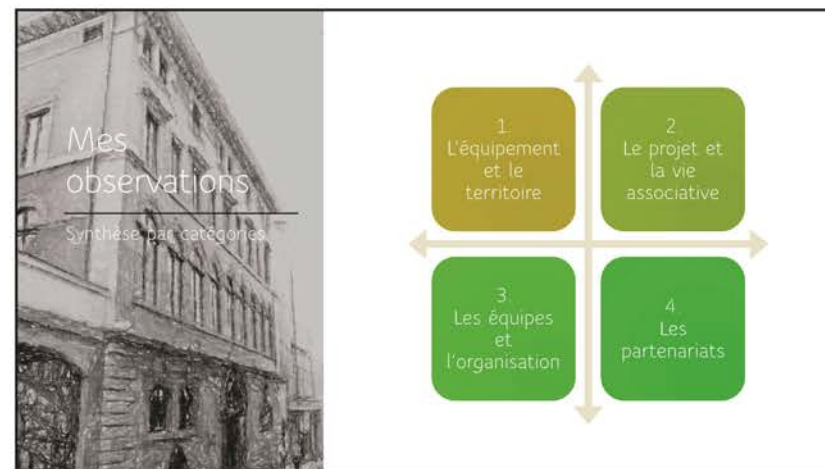 Mes
observations
Synthèse par catégories
1.
L'équipement
et le
territoire
2
Le projet et
la vie
associative
3.
Les équipes
et
l'organisation
4
Les
partenariats